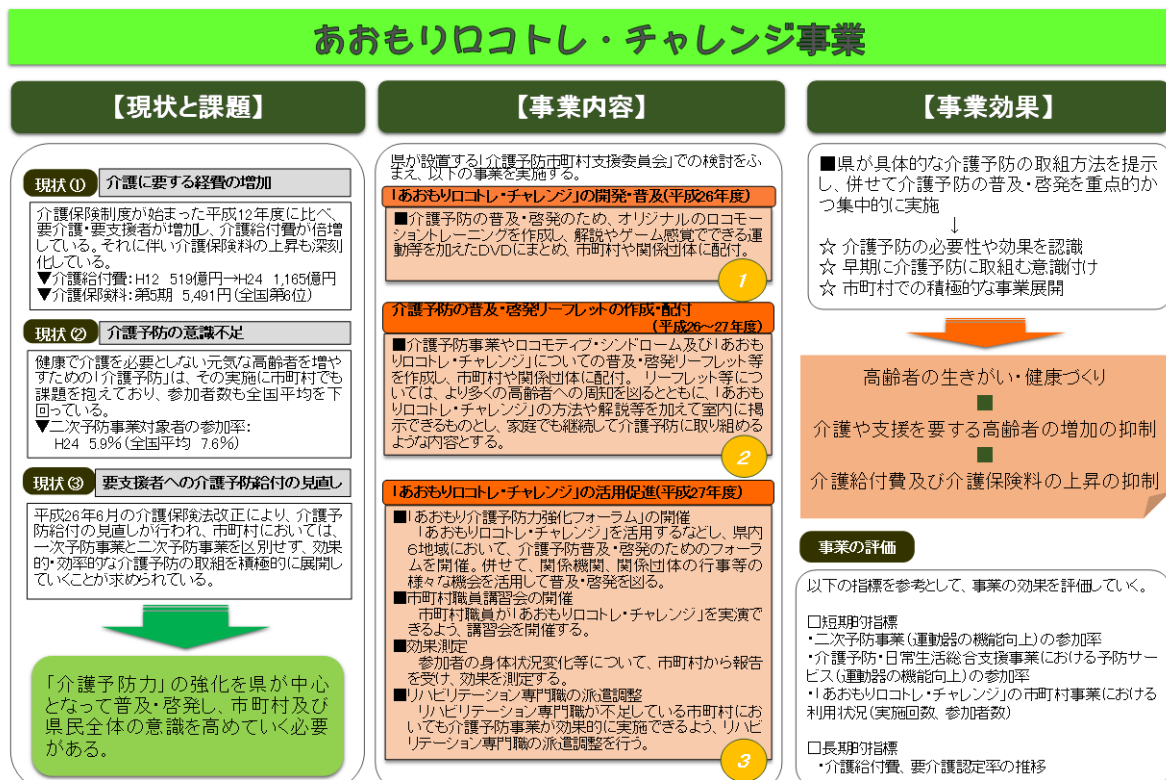 あおもりロコトレ・チャレンジ事業
【現状と課題】
現状(1) 介護に要する経費の増加
介護保険制度が始まった平成12年度に比べ、
要介護・要支援者が増加し、介護給付費が倍増
している。それに伴い介護保険料の上昇も深刻
化している。
▼介護給付費：H12 519億円→H24 1,165億円
▼介護保険料：第5期 5,491円(全国第6位)
現状(2) 介護予防の意識不足
健康で介護を必要としない元気な高齢者を増や
すための「介護予防」は、その実施に市町村でも
課題を抱えており、参加者数も全国平均を下
回っている。
▼二次予防事業対象者の参加率：
H24 5.9%(全国平均 7.6%)
現状(3) 要支援者への介護予防給付の見直し
平成26年6月の介護保険法改正により、介護予
防給付の見直しが行われ、市町村においては、
一次予防事業と二次予防事業を区別せず、効果
的・効率的な介護予防の取組を積極的に展開し
ていくことが求められている。
「介護予防力」の強化を県が中心
となって普及・啓発し、市町村及び
県民全体の意識を高めていく必要
がある。
【事業内容】
県が設置する「介護予防市町村支援委員会」での検討をふ
まえ、以下の事業を実施する。
「あおもりロコトレ・チャレンジ」の開発・普及(平成26年度)
■介護予防の普及・啓発のため、オリジナルのロコモー
ショントレーニングを作成し、解説やゲーム感覚でできる運
動等を加えたDVDにまとめ、市町村や関係団体に配付。
1
介護予防の普及・啓発リーフレットの作成・配付
(平成26～27年度)
■介護予防事業やロコモティブ・シンドローム及び「あおも
りロコトレ・チャレンジ」についての普及・啓発リーフレット等
を作成し、市町村や関係団体に配付。リーフレット等につ
いては、より多くの高齢者への周知を図るとともに、「あおも
りロコトレ・チャレンジ」の方法や解説等を加えて室内に掲
示できるものとし、家庭でも継続して介護予防に取り組める
ような内容とする。
2
「あおもりロコトレ・チャレンジ」の活用促進(平成27年度)
■「あおもり介護予防力強化フォーラム」の開催
「あおもりロコトレ・チャレンジ」を活用するなどし、県内
6地域において、介護予防普及・啓発のためのフォーラ
ムを開催。併せて、関係機関、関係団体の行事等の
様々な機会を活用して普及・啓発を図る。
■市町村職員講習会の開催
市町村職員が「あおもりロコトレ・チャレンジ」を実演で
きるよう、講習会を開催する。
■効果測定
参加者の身体状況変化等について、市町村から報告
を受け、効果を測定する。
■リハビリテーション専門職の派遣調整
リハビリテーション専門職が不足している市町村にお
いても介護予防事業が効果的に実施できるよう、リハビ
リテーション専門職の派遣調整を行う。
3
【事業効果】
■県が具体的な介護予防の取組方法を提示
し、併せて介護予防の普及・啓発を重点的か
つ集中的に実施
↓
☆ 介護予防の必要性や効果を認識
☆ 早期に介護予防に取組む意識付け
☆ 市町村での積極的な事業展開
高齢者の生きがい・健康づくり
■
介護や支援を要する高齢者の増加の抑制
■
介護給付費及び介護保険料の上昇の抑制
事業の評価
以下の指標を参考として、事業の効果を評価していく。
□短期的指標
・二次予防事業(運動器の機能向上)の参加率
・介護予防・日常生活総合支援事業における予防サー
ビス(運動器の機能向上)の参加率
・「あおもりロコトレ・チャレンジ」の市町村事業における
利用状況(実施回数、参加者数)
□長期的指標
・介護給付費、要介護認定率の推移